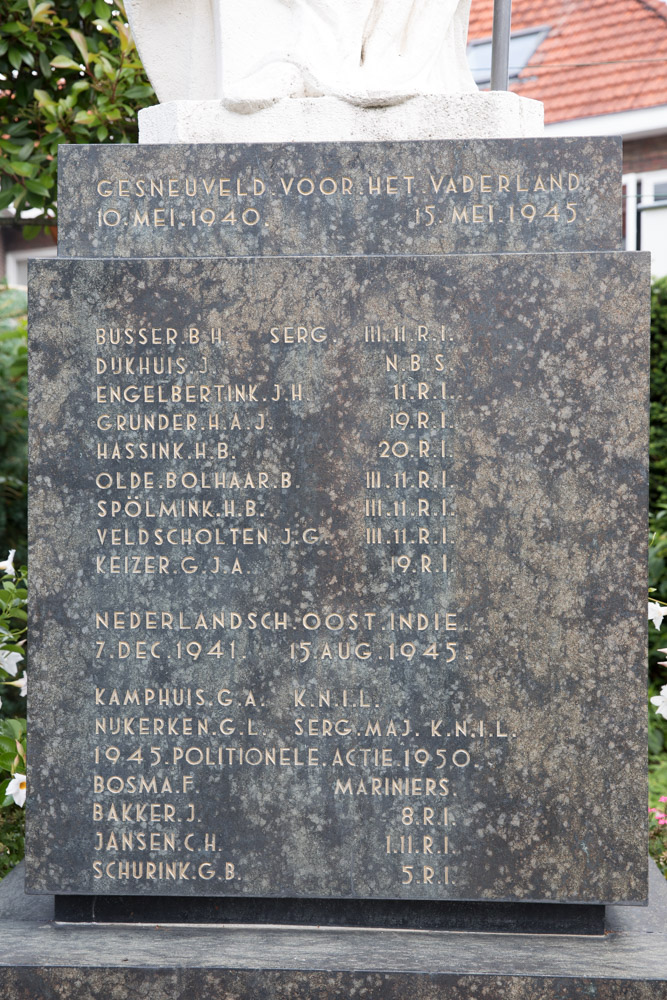 GESNEUVELD.VOOR.HET.VADERLAND.
10.MEI.1940. 15.MEI.1945.
BUSSER.B.H. SERG. III.11.R.I.
DIJKHUIS.J. N.B.S
ENGELBERTINK.J.H. 11.R.I.
GRUNDER.H.A.J. 19.R.I.
HASSINK.H.B. 20.R.I.
OLDE.BOLHAAR.B. III.11.R.I.
SPÖLMINK.H.B III.11.R.I.
VELDSCHOLTEN.J.G. III.11.R.I.
KEIZER.G.J.A. 19.R.I.
NEDERLANDSCH.OOST.INDIE.
7.DEC.1941. 15.AUG.1945.
KAMPHUIS.G.A. K.N.I.L.
NIJKERKEN.G.L. SERG.MAJ.K.N.I.L.
1945.POLITIONELE.ACTIE.1950.
BOSMA.F. MARINIERS.
BAKKER.J. 8.R.I.
JANSEN.C.H. 1.11.R.I.
SCHURINK.G.B. 5.R.I.